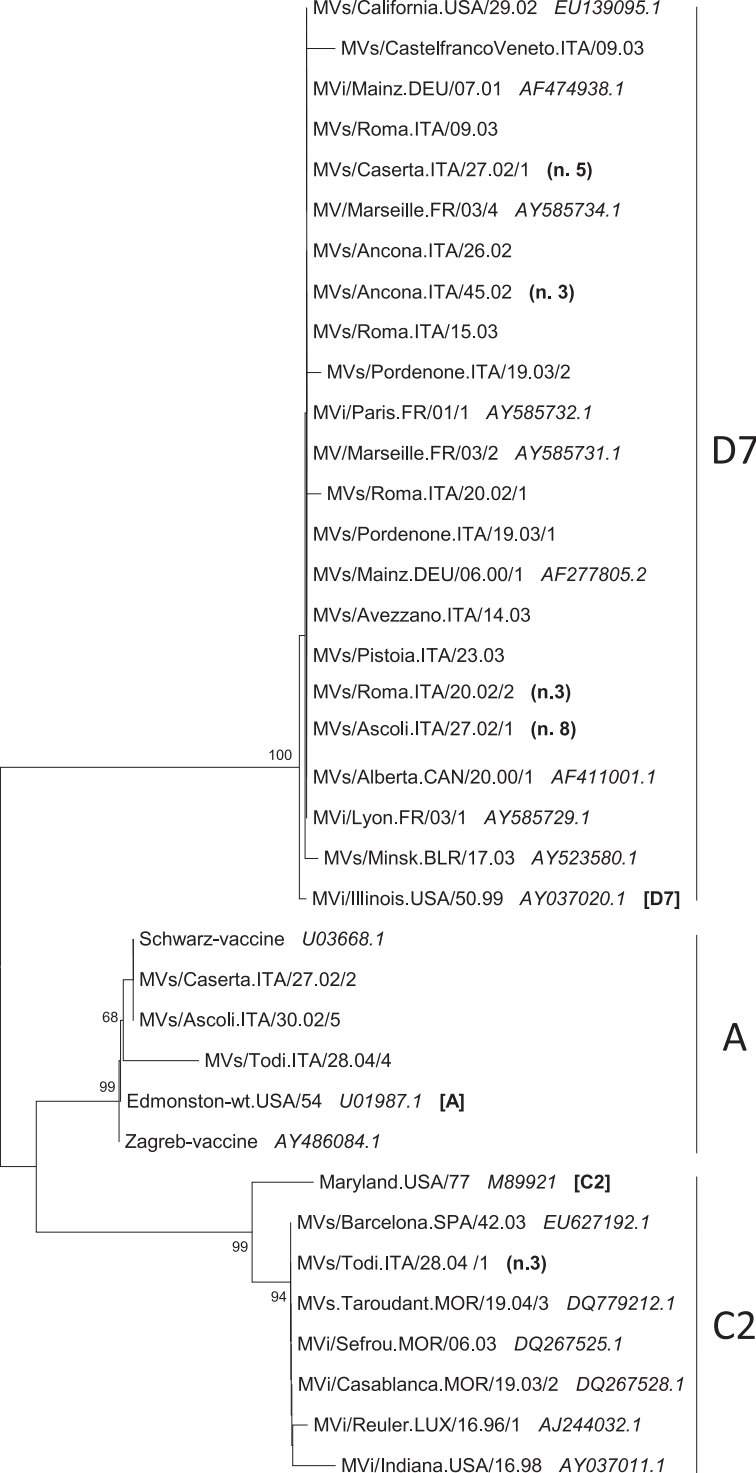 MVs/California.USA/29.02 EU139095.1
MVs/CastelfrancoVeneto.ITA/09.03
MVi/Mainz.DEU/07.01 AF474938.1
MVs/Roma.ITA/09.03
MVs/Caserta.ITA/27.02/1 (n. 5)
MV/Marseille.FR/03/4 AY585734.1
MVs/Ancona.ITA/26.02
MVs/Ancona.ITA/45.02 (n. 3)
MVs/Roma.ITA/15.03
MVs/Pordenone.ITA/19.03/2
MVi/Paris.FR/01/1 AY585732.1
D7
MV/Marseille.FR/03/2 AY585731.1
MVs/Roma.ITA/20.02/1
MVs/Pordenone.ITA/19.03/1
MVs/Mainz.DEU/06.00/1 AF277805.2
MVs/Avezzano.ITA/14.03
MVs/Pistoia.ITA/23.03
MVs/Roma.ITA/20.02/2 (n.3)
MVs/Ascoli.ITA/27.02/1 (n. 8)
100
MVs/Alberta.CAN/20.00/1 AF411001.1
MVi/Lyon.FR/03/1 AY585729.1
MVs/Minsk.BLR/17.03 AY523580.1
MVi/Illinois.USA/50.99 AY037020.1 [D7]
Schwarz-vaccine U03668.1
MVs/Caserta.ITA/27.02/2
68
MVs/Ascoli.ITA/30.02/5
A
MVs/Todi.ITA/28.04/4
99
Edmonston-wt.USA/54 U01987.1 [A]
Zagreb-vaccine AY486084.1
Maryland.USA/77 M89921 [C2]
MVs/Barcelona.SPA/42.03 EU627192.1
99
MVs/Todi.ITA/28.04 /1 (n.3)
94
MVs.Taroudant.MOR/19.04/3 DQ779212.1
C2
MVi/Sefrou.MOR/06.03 DQ267525.1
MVi/Casablanca.MOR/19.03/2 DQ267528.1
MVi/Reuler.LUX/16.96/1 AJ244032.1
MVi/Indiana.USA/16.98 AY037011.1